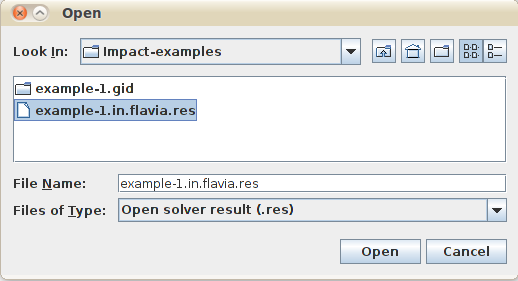 Open
Look In: Impact-examples
example-1.gid
example-1.in.flavia.res
File Name: example-1.in.flavia.res
Files of Type: Open solver result (.res)
Open Cancel